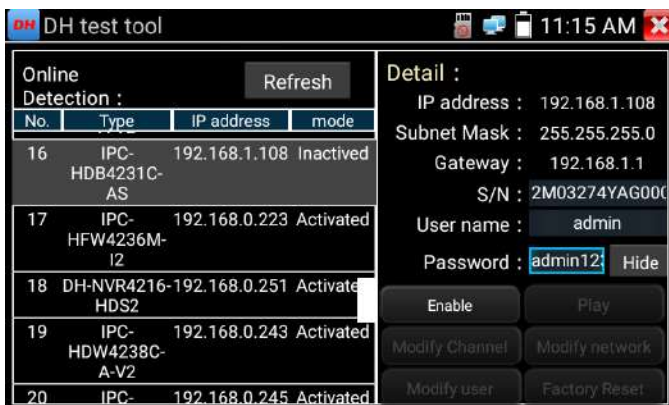 DH DH test tool 11:15 AM
Online
Detection :
Refresh
No. Type IP address mode
16 IPC-HDB4231C-AS 192.168.1.108 Inactived
17 IPC-HFW4236M-I2 192.168.0.223 Activated
18 DH-NVR4216-HDS2 192.168.0.251 Activate
19 IPC-HDW4238C-A-V2 192.168.0.243 Activated
20 IPC- 192.168.0.245 Activated
Detail :
IP address : 192.168.1.108
Subnet Mask : 255.255.255.0
Gateway : 192.168.1.1
S/N : 2M03274YAG000
User name : admin
Password : admin12 Hide
Enable Play
Modify Channel Modify network
Modify user Factory Reset